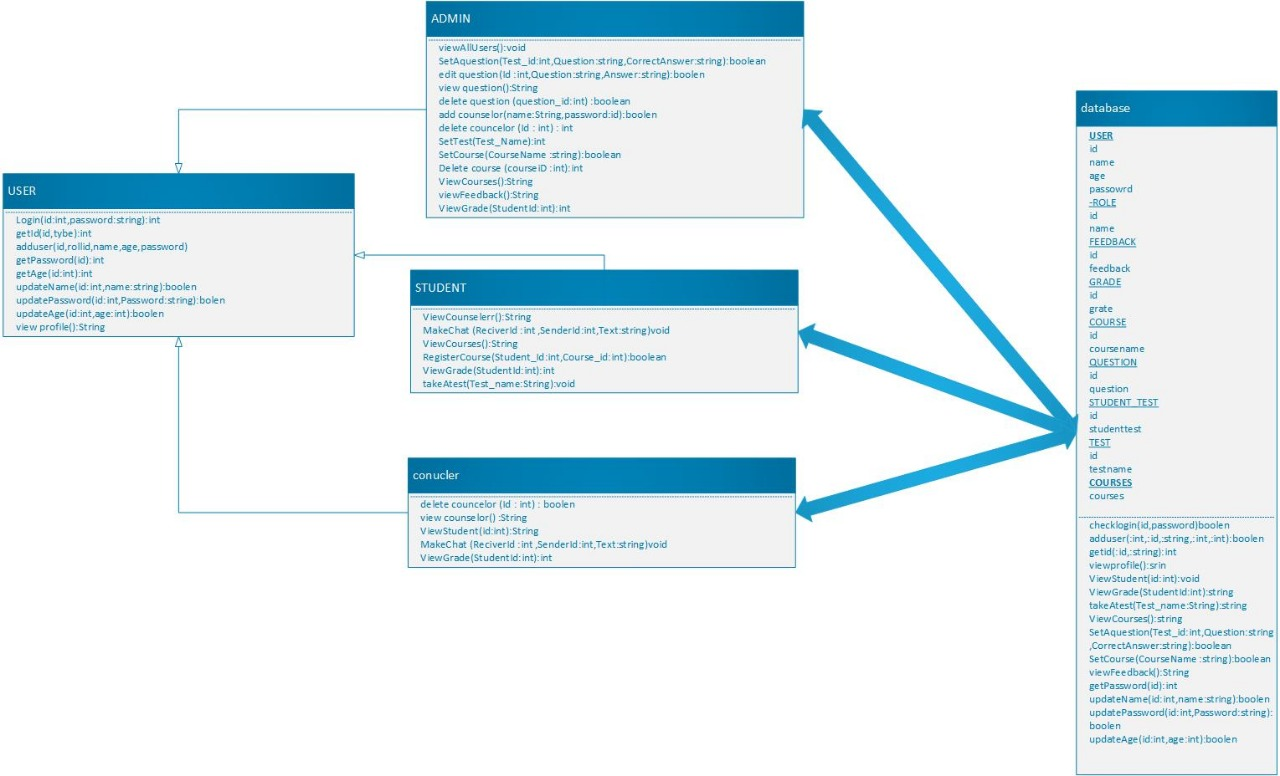 ADMIN
viewAllUsers():void
SetAquestion(Test_id:int,Question:string,CorrectAnswer:string):boolean
edit question(Id :int,Question:string,Answer:string):boolen
view question():String
delete question (question_id:int) :boolean
add counselor(name:String,password:id):boolen
delete councelor (Id : int) : int
SetTest(Test_Name):int
SetCourse(CourseName :string):boolean
Delete course (courseID :int):int
ViewCourses():String
viewFeedback():String
ViewGrade(StudentId:int):int
USER
Login(id:int,password:string):int
getId(id,tybe):int
adduser(id,rollid,name,age,password)
getPassword(id):int
getAge(id:int):int
updateName(id:int,name:string):boolen
updatePassword(id:int,Password:string):bolen
updateAge(id:int,age:int):boolen
view profile():String
STUDENT
ViewCounselerr():String
MakeChat (ReciverId :int ,SenderId:int,Text:string)void
ViewCourses():String
RegisterCourse(Student_Id:int,Course_id:int):boolean
ViewGrade(StudentId:int):int
takeAtest(Test_name:String):void
conucler
delete councelor (Id : int) : boolen
view counselor() :String
ViewStudent(id:int):String
MakeChat (ReciverId :int ,SenderId:int,Text:string)void
ViewGrade(StudentId:int):int
database
USER
id
name
age
passowrd
-ROLE
id
name
FEEDBACK
id
feedback
GRADE
id
grate
COURSE
id
coursename
QUESTION
id
question
STUDENT_TEST
id
studenttest
TEST
id
testname
COURSES
courses
checklogin(id,password)boolen
adduser(:int,:id,:string,:int,:int):boolen
getid(:id,:string):int
viewprofile():srin
ViewStudent(id:int):void
ViewGrade(StudentId:int):string
takeAtest(Test_name:String):string
ViewCourses():string
SetAquestion(Test_id:int,Question:string
,CorrectAnswer:string):boolean
SetCourse(CourseName :string):boolean
viewFeedback():String
getPassword(id):int
updateName(id:int,name:string):boolen
updatePassword(id:int,Password:string):
boolen
updateAge(id:int,age:int):boolen